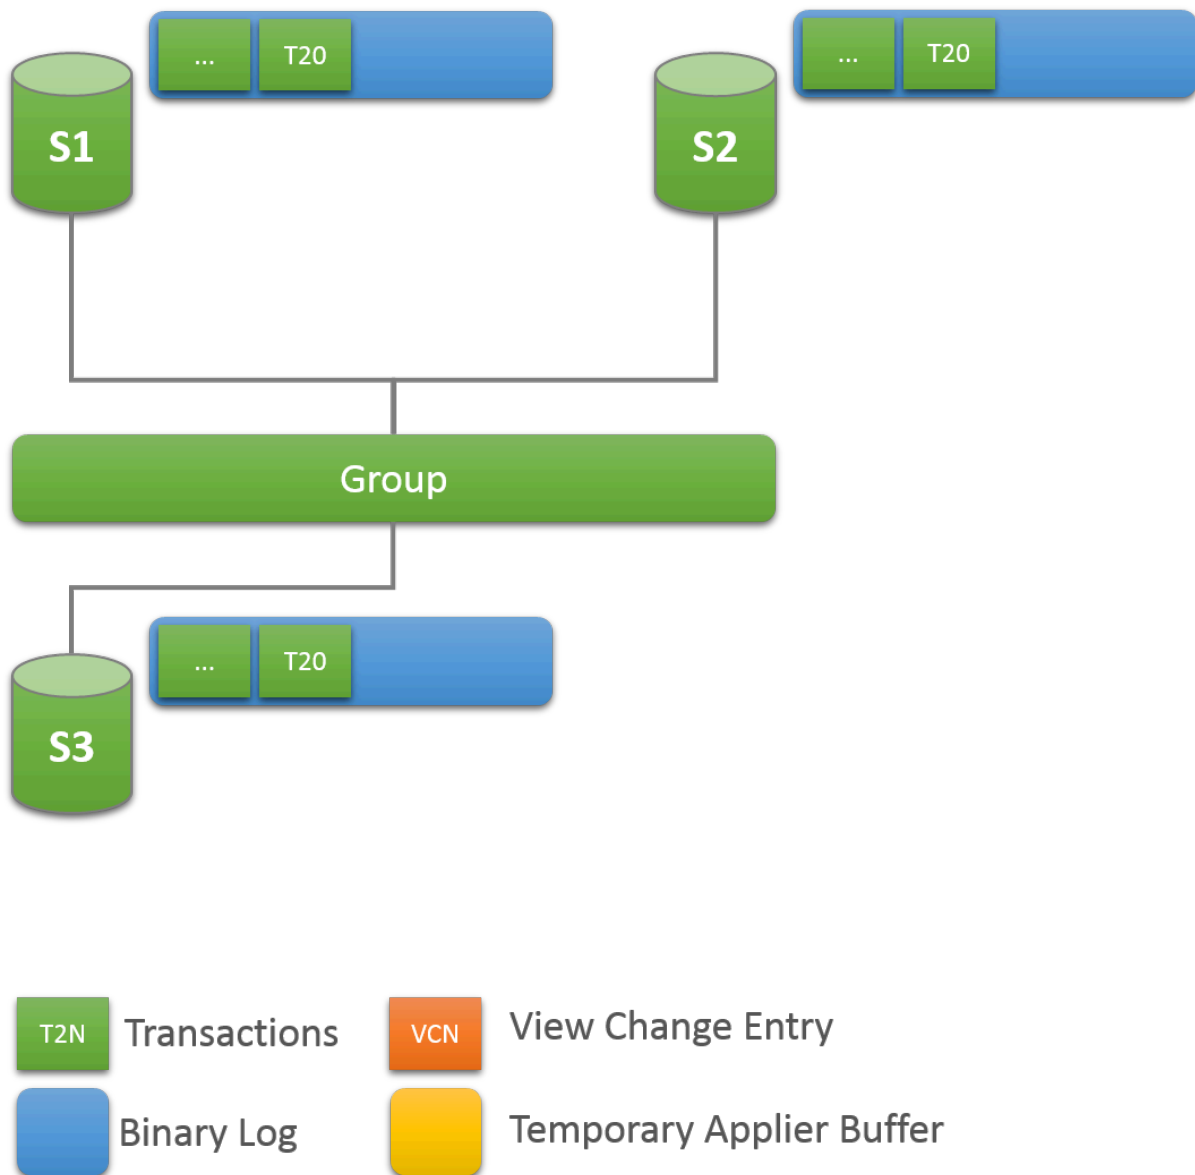 ... T20
... T20
S1
S2
Group
... T20
S3
T2N Transactions
VCN View Change Entry
Binary Log
Temporary Applier Buffer